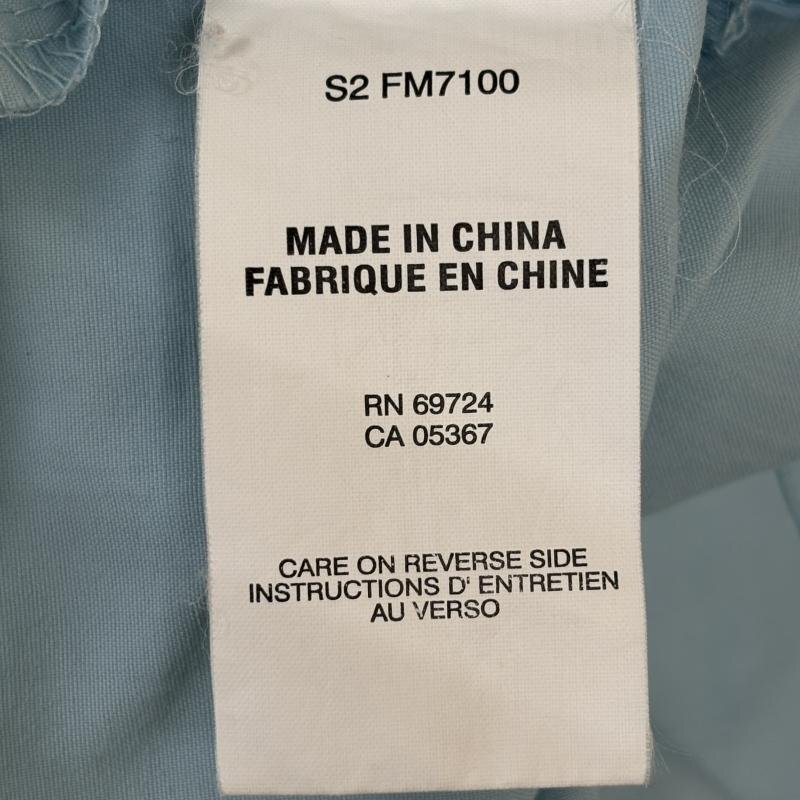 S2 FM7100
MADE IN CHINA
FABRIQUE EN CHINE
RN 69724
CA 05367
CARE ON REVERSE SIDE
INSTRUCTIONS D' ENTRETIEN
AU VERSO